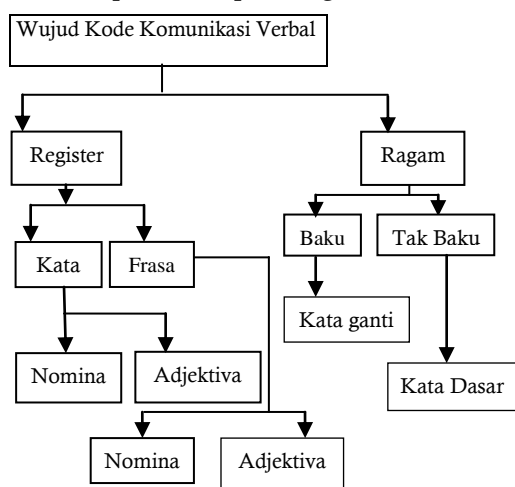 Wujud Kode Komunikasi Verbal
Register
Ragam
Baku
Tak Baku
Kata
Frasa
Kata ganti
Nomina
Adjektiva
Kata Dasar
Nomina
Adjektiva